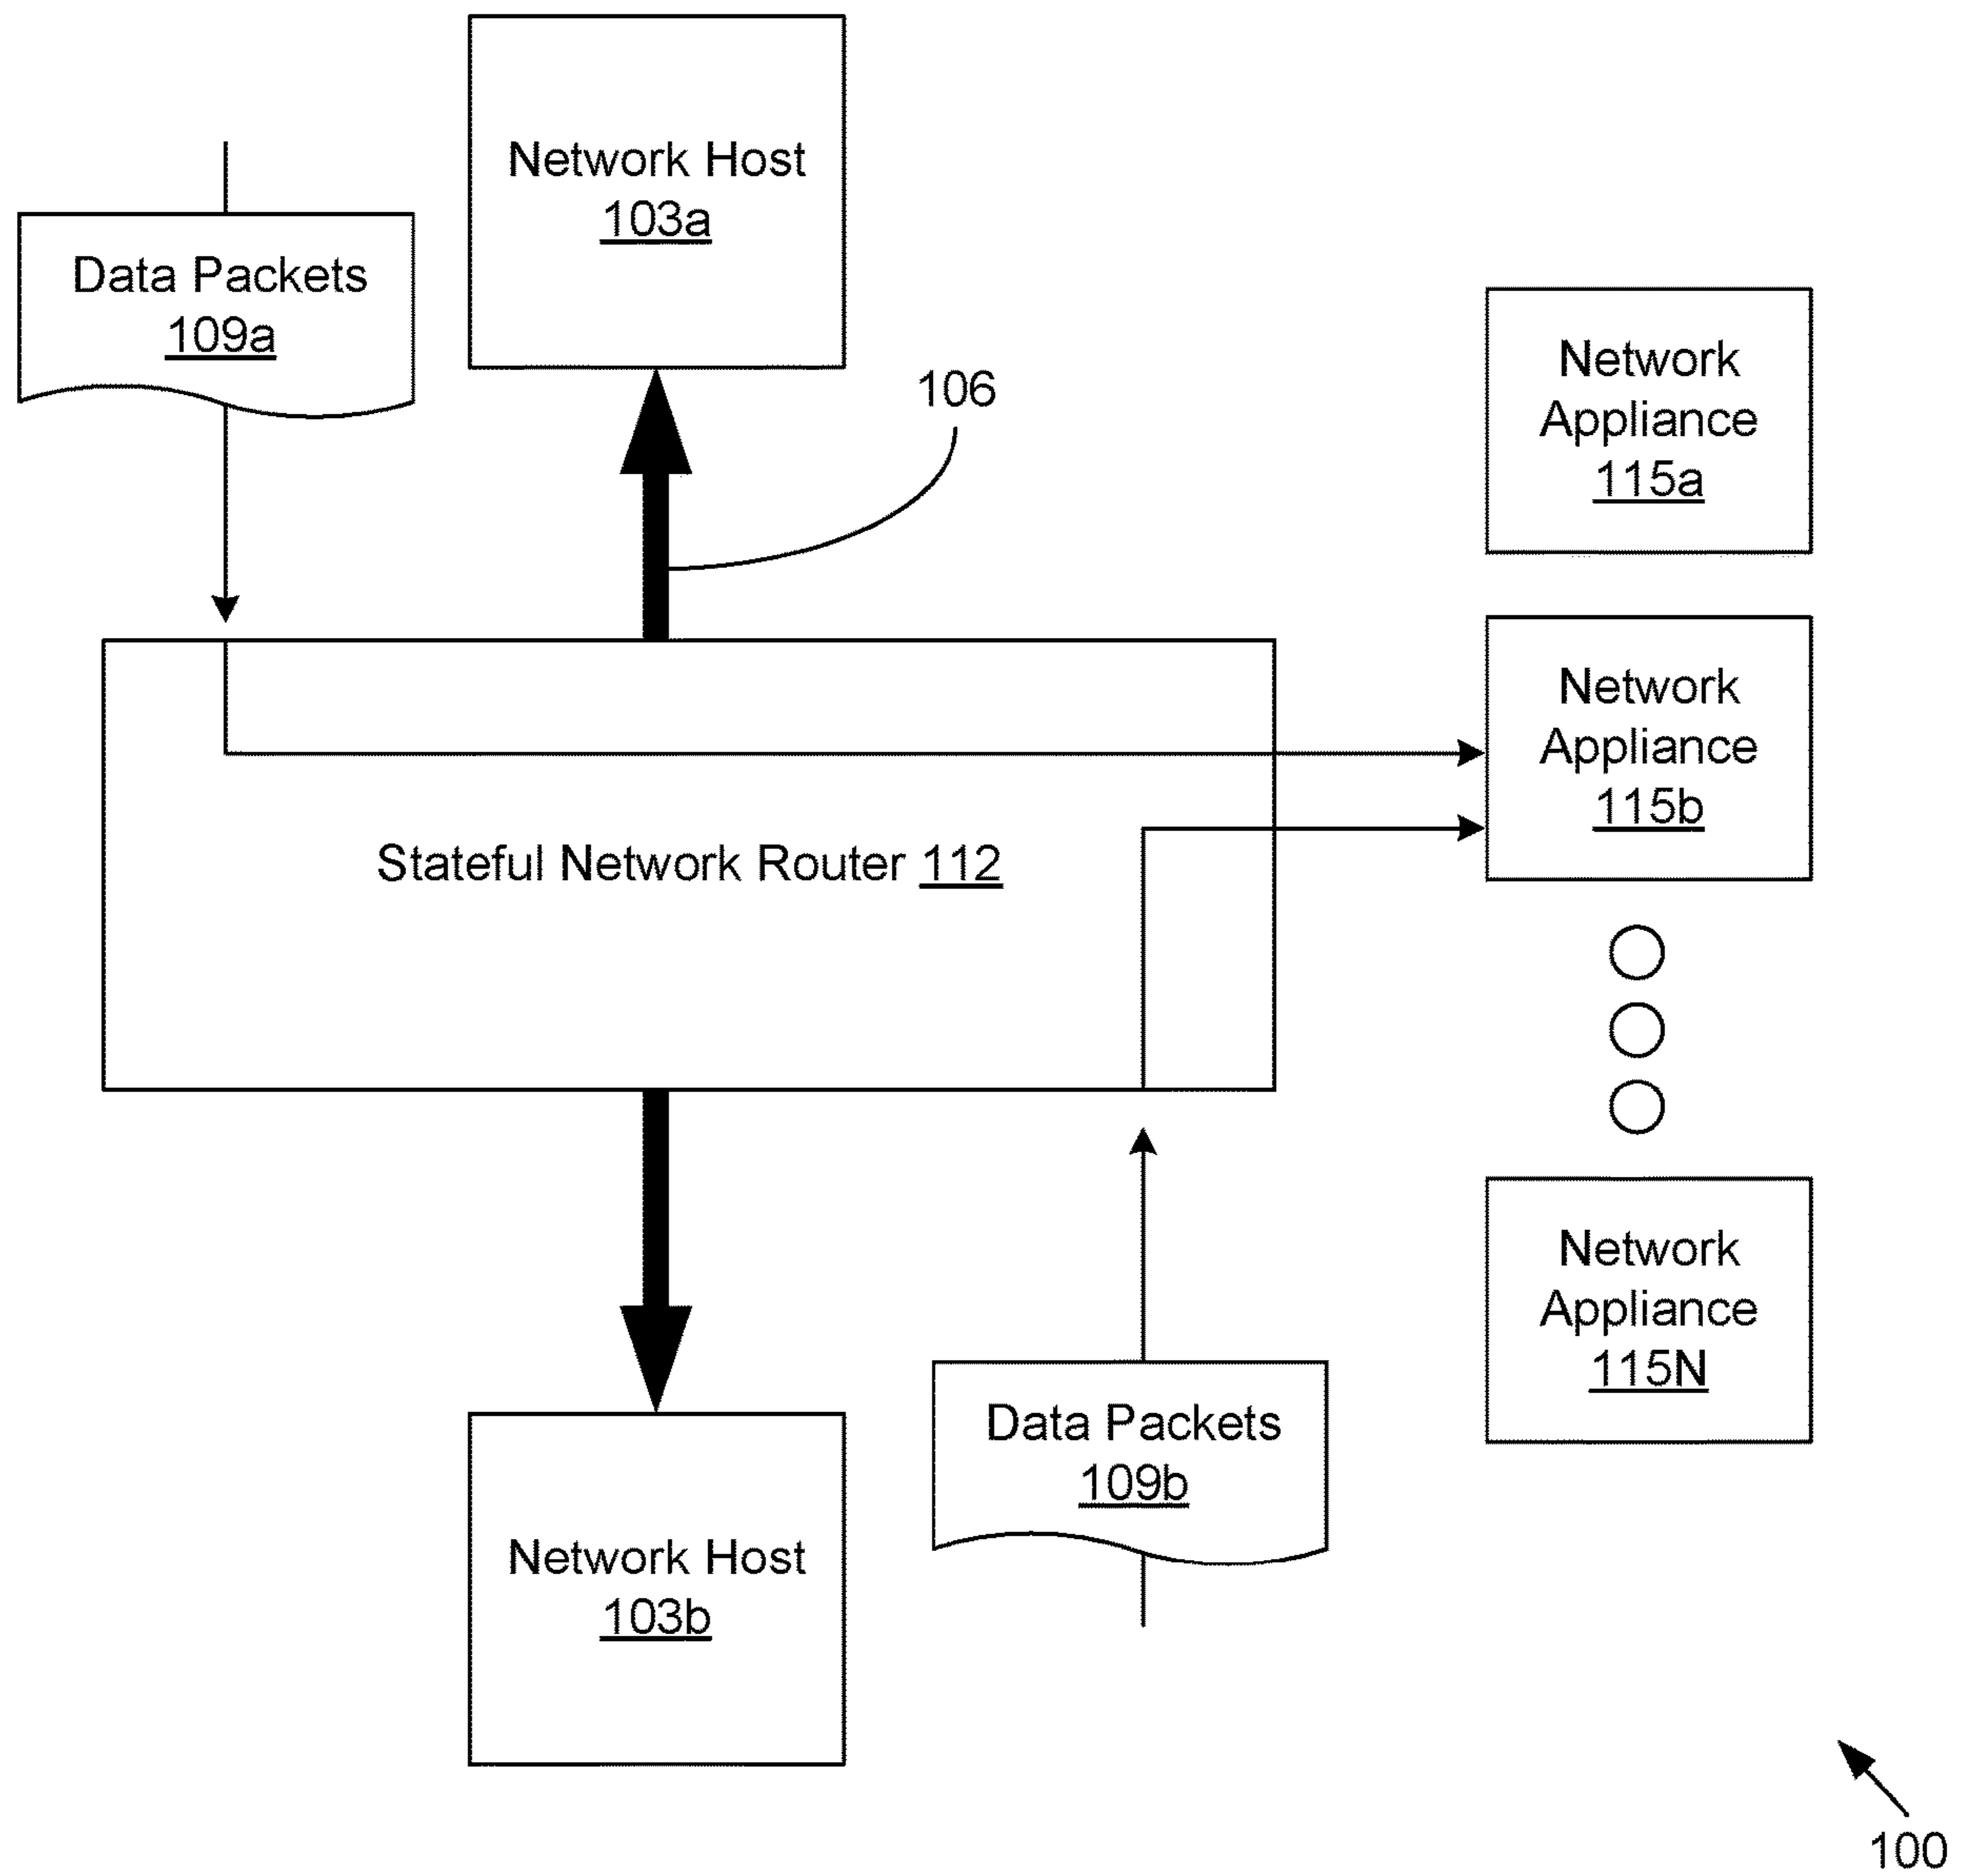 Network Host
103a
Data Packets
109a
106
Network
Appliance
115a
Network
Appliance
115b
Stateful Network Router 112
Network
Appliance
115N
Data Packets
109b
Network Host
103b
100